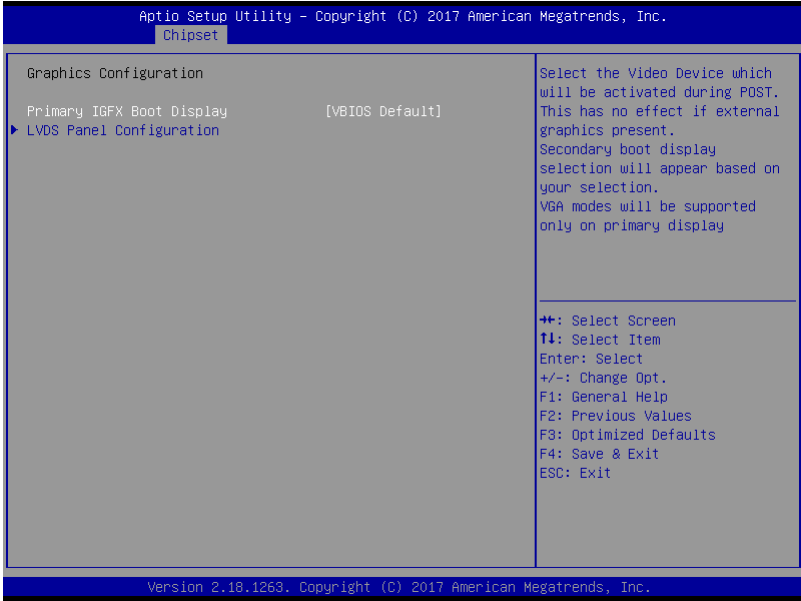 Aptio Setup Utility – Copyright (C) 2017 American Megatrends, Inc.
Chipset
Graphics Configuration
Primary IGFX Boot Display [VBIOS Default]
LVDS Panel Configuration
Select the Video Device which
will be activated during POST.
This has no effect if external
graphics present.
Secondary boot display
selection will appear based on
your selection.
VGA modes will be supported
only on primary display
→←: Select Screen
↑↓: Select Item
Enter: Select
+/-: Change Opt.
F1: General Help
F2: Previous Values
F3: Optimized Defaults
F4: Save & Exit
ESC: Exit
Version 2.18.1263. Copyright (C) 2017 American Megatrends, Inc.